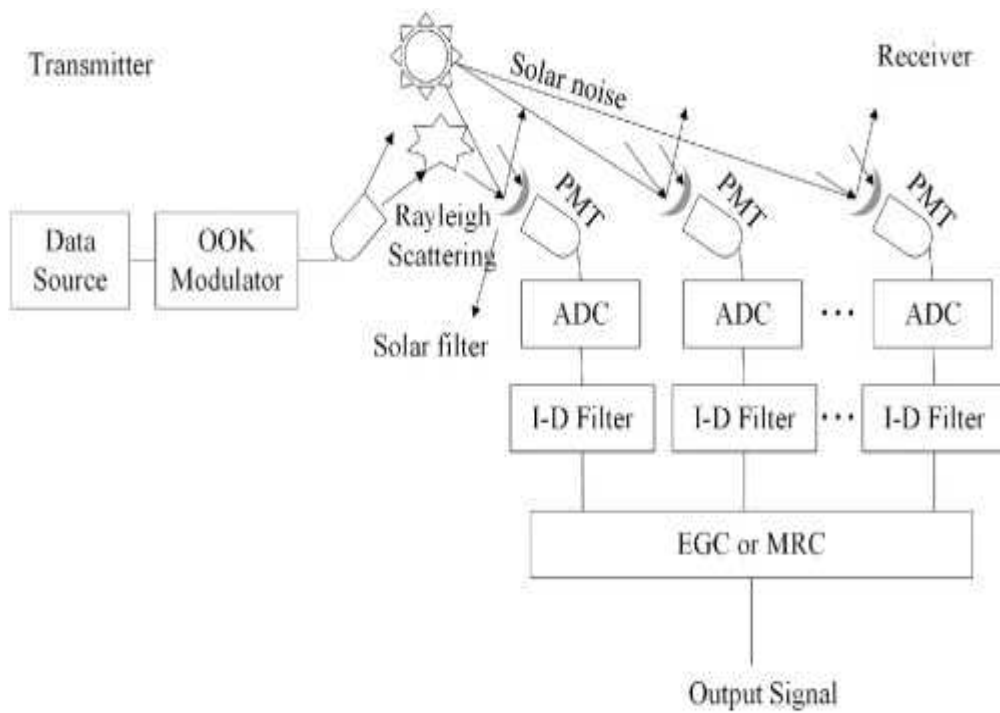 Transmitter
Solar noise
Receiver
Data
Source
OOK
Modulator
Rayleigh
Scattering
Solar filter
PMT
PMT
PMT
ADC
ADC
...
ADC
I-D Filter
I-D Filter
...
I-D Filter
EGC or MRC
Output Signal